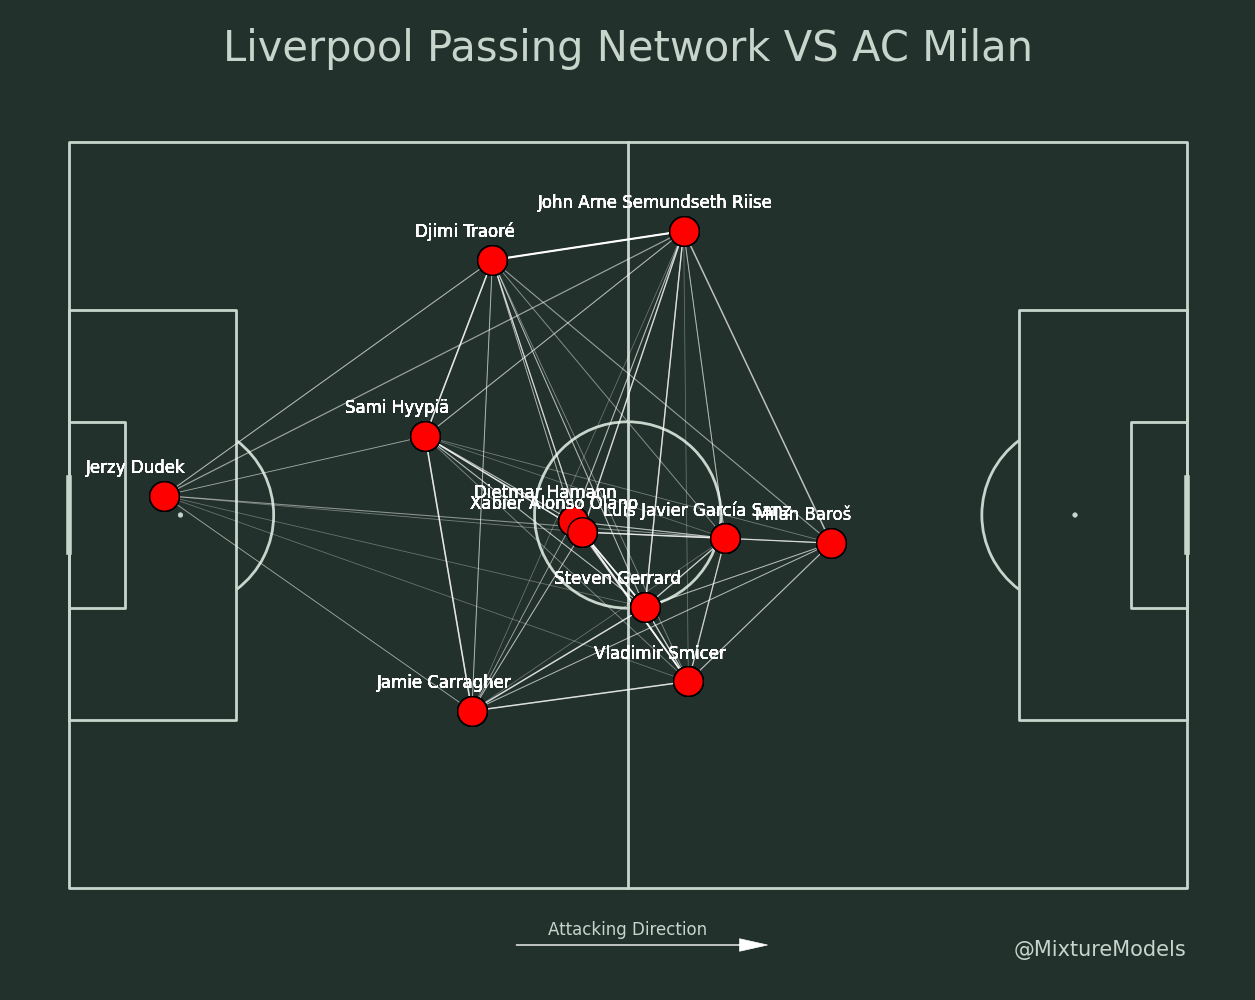 Liverpool Passing Network VS AC Milan
John Arne Semundseth Riise
Djimi Traoré
Sami Hyypiä
Jerzy Dudek
Dietmar Hamann
Xabier Alonso Olano
Luis Javier García Sanz
Milan Baroš
Steven Gerrard
Vladimir Smicer
Jamie Carragher
Attacking Direction
@MixtureModels